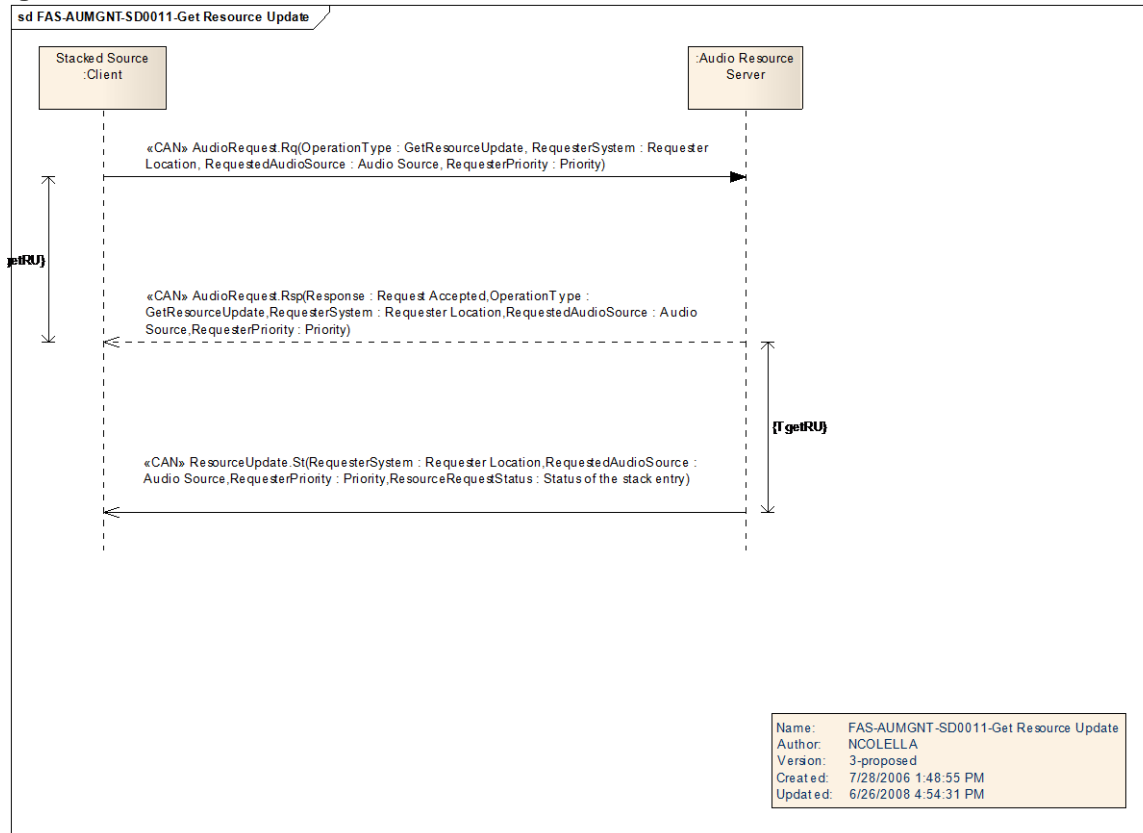 sd FAS-AUMGNT-SD0011-Get Resource Update
Stacked Source
:Client
:Audio Resource
Server
«CAN» AudioRequest.Rq(OperationType : GetResourceUpdate, RequesterSystem : Requester
Location, RequestedAudioSource : Audio Source, RequesterPriority : Priority)
etRU}
«CAN» AudioRequest.Rsp(Response : Request Accepted,OperationType :
GetResourceUpdate,RequesterSystem : Requester Location,RequestedAudioSource : Audio
Source,RequesterPriority : Priority)
{TgetRU}
«CAN» ResourceUpdate.St(RequesterSystem : Requester Location,RequestedAudioSource :
Audio Source,RequesterPriority : Priority,ResourceRequestStatus : Status of the stack entry)
Name: FAS-AUMGNT-SD0011-Get Resource Update
Author: NCOLELLA
Version: 3-proposed
Created: 7/28/2006 1:48:55 PM
Updated: 6/26/2008 4:54:31 PM